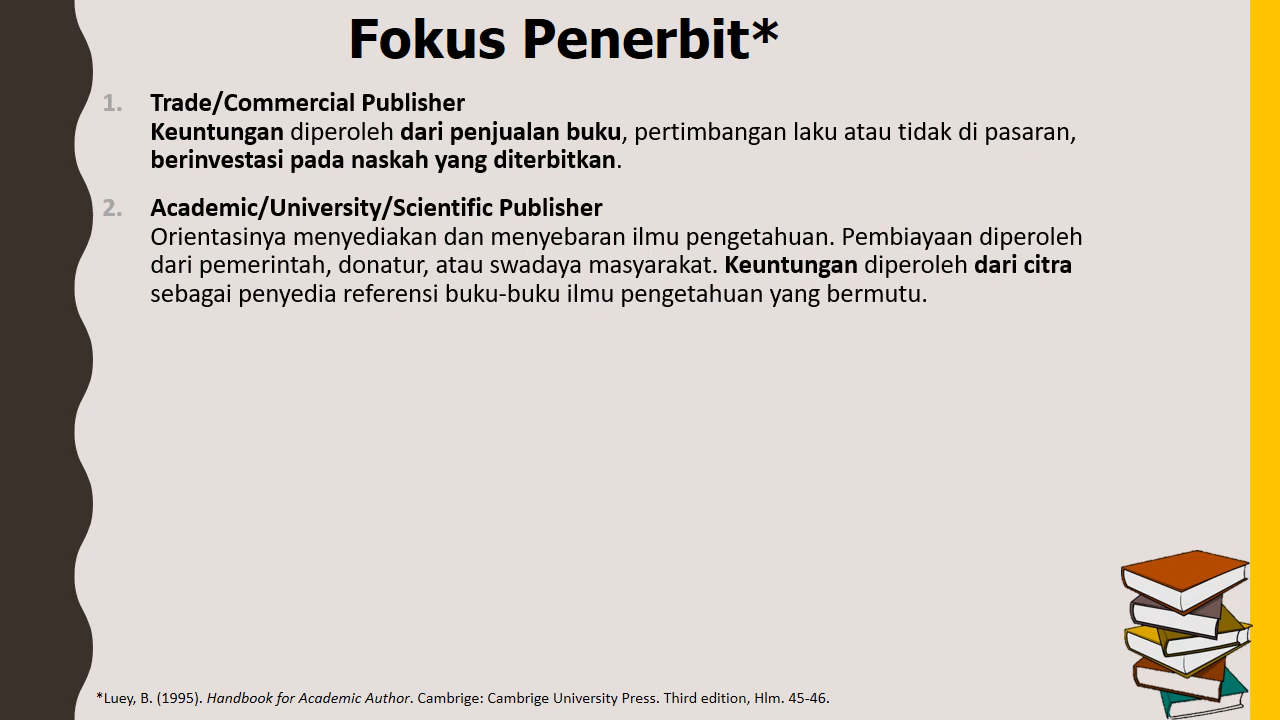 Fokus Penerbit*
1. Trade/Commercial Publisher
Keuntungan diperoleh dari penjualan buku, pertimbangan laku atau tidak di pasaran,
berinvestasi pada naskah yang diterbitkan.
2. Academic/University/Scientific Publisher
Orientasinya menyediakan dan menyebaran ilmu pengetahuan. Pembiayaan diperoleh
dari pemerintah, donatur, atau swadaya masyarakat. Keuntungan diperoleh dari citra
sebagai penyedia referensi buku-buku ilmu pengetahuan yang bermutu.
*Luey, B. (1995). Handbook for Academic Author. Cambrige: Cambrige University Press. Third edition, Hlm. 45-46.